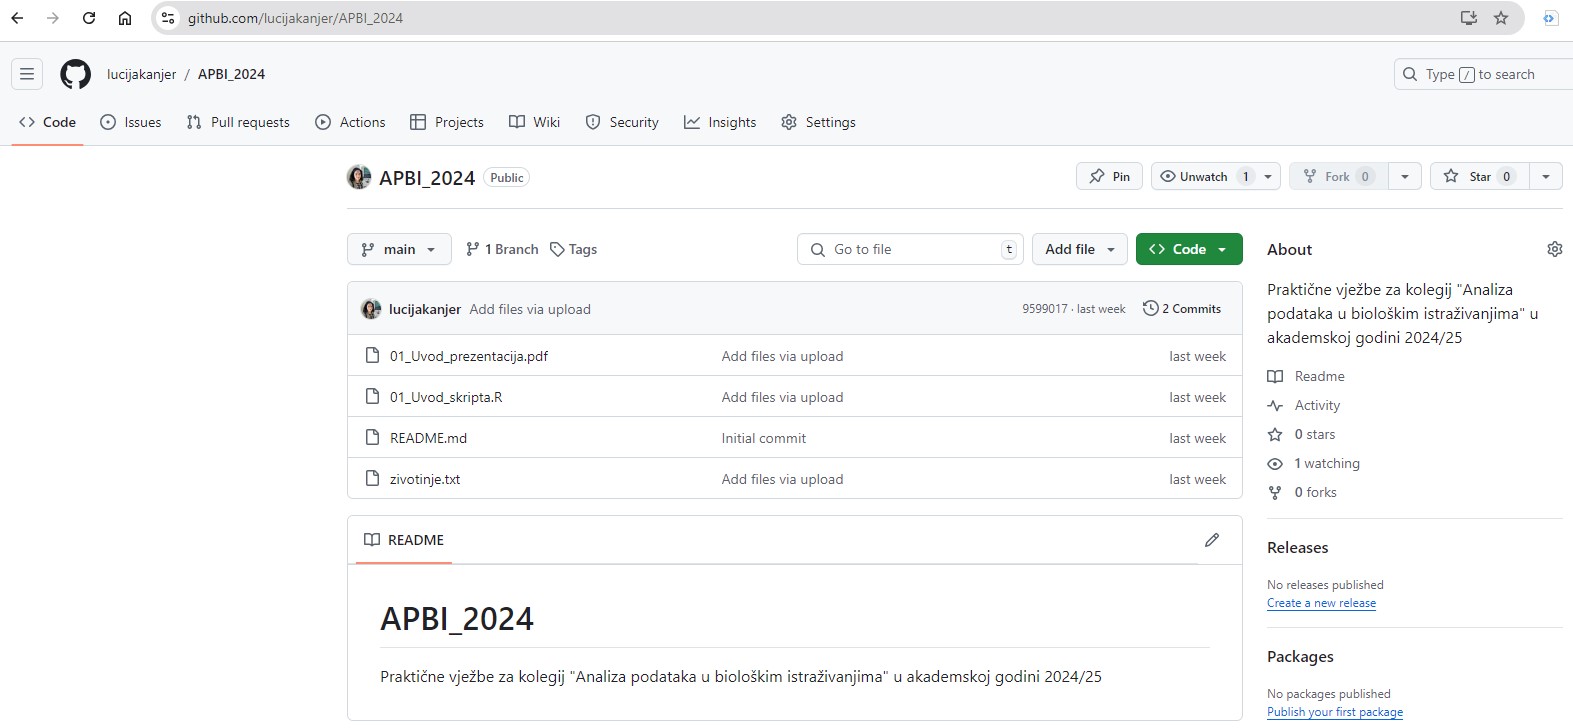 github.com/lucijakanjer/APBI_2024
lucijakanjer / APBI_2024
Type / to search
Code Issues Pull requests Actions Projects Wiki Security Insights Settings
APBI_2024 Public
Pin Unwatch 1 Fork 0 Star 0
main 1 Branch Tags Go to file t Add file Code
lucijakanjer Add files via upload 9599017 · last week 2 Commits
01_Uvod_prezentacija.pdf Add files via upload last week
01_Uvod_skripta.R Add files via upload last week
README.md Initial commit last week
zivotinje.txt Add files via upload last week
README
APBI_2024
Praktične vježbe za kolegij "Analiza podataka u biološkim istraživanjima" u akademskoj godini 2024/25
About
Praktične vježbe za kolegij "Analiza
podataka u biološkim istraživanjima" u
akademskoj godini 2024/25
Readme
Activity
0 stars
1 watching
0 forks
Releases
No releases published
Create a new release
Packages
No packages published
Publish your first package